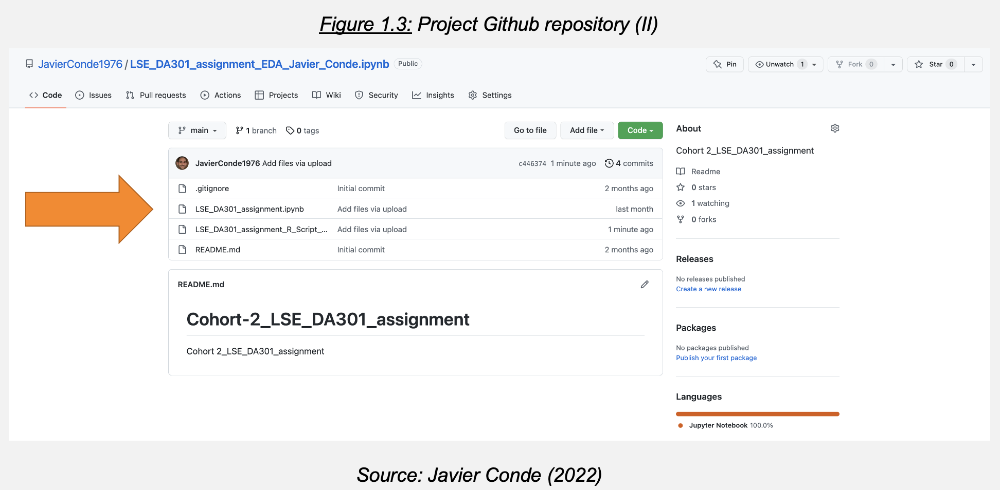 Figure 1.3: Project Github repository (II)
JavierConde1976 / LSE_DA301_assignment_EDA_Javier_Conde.ipynb Public
Pin Unwatch 1 Fork 0 Star 0
Code Issues Pull requests Actions Projects Wiki Security Insights Settings
main 1 branch 0 tags Go to file Add file Code
JavierConde1976 Add files via upload c446374 1 minute ago 4 commits
.gitignore Initial commit 2 months ago
LSE_DA301_assignment.ipynb Add files via upload last month
LSE_DA301_assignment_R_Script_... Add files via upload 1 minute ago
README.md Initial commit 2 months ago
README.md
Cohort-2_LSE_DA301_assignment
Cohort 2_LSE_DA301_assignment
About
Cohort 2_LSE_DA301_assignment
Readme
0 stars
1 watching
0 forks
Releases
No releases published
Create a new release
Packages
No packages published
Publish your first package
Languages
Jupyter Notebook 100.0%
Source: Javier Conde (2022)